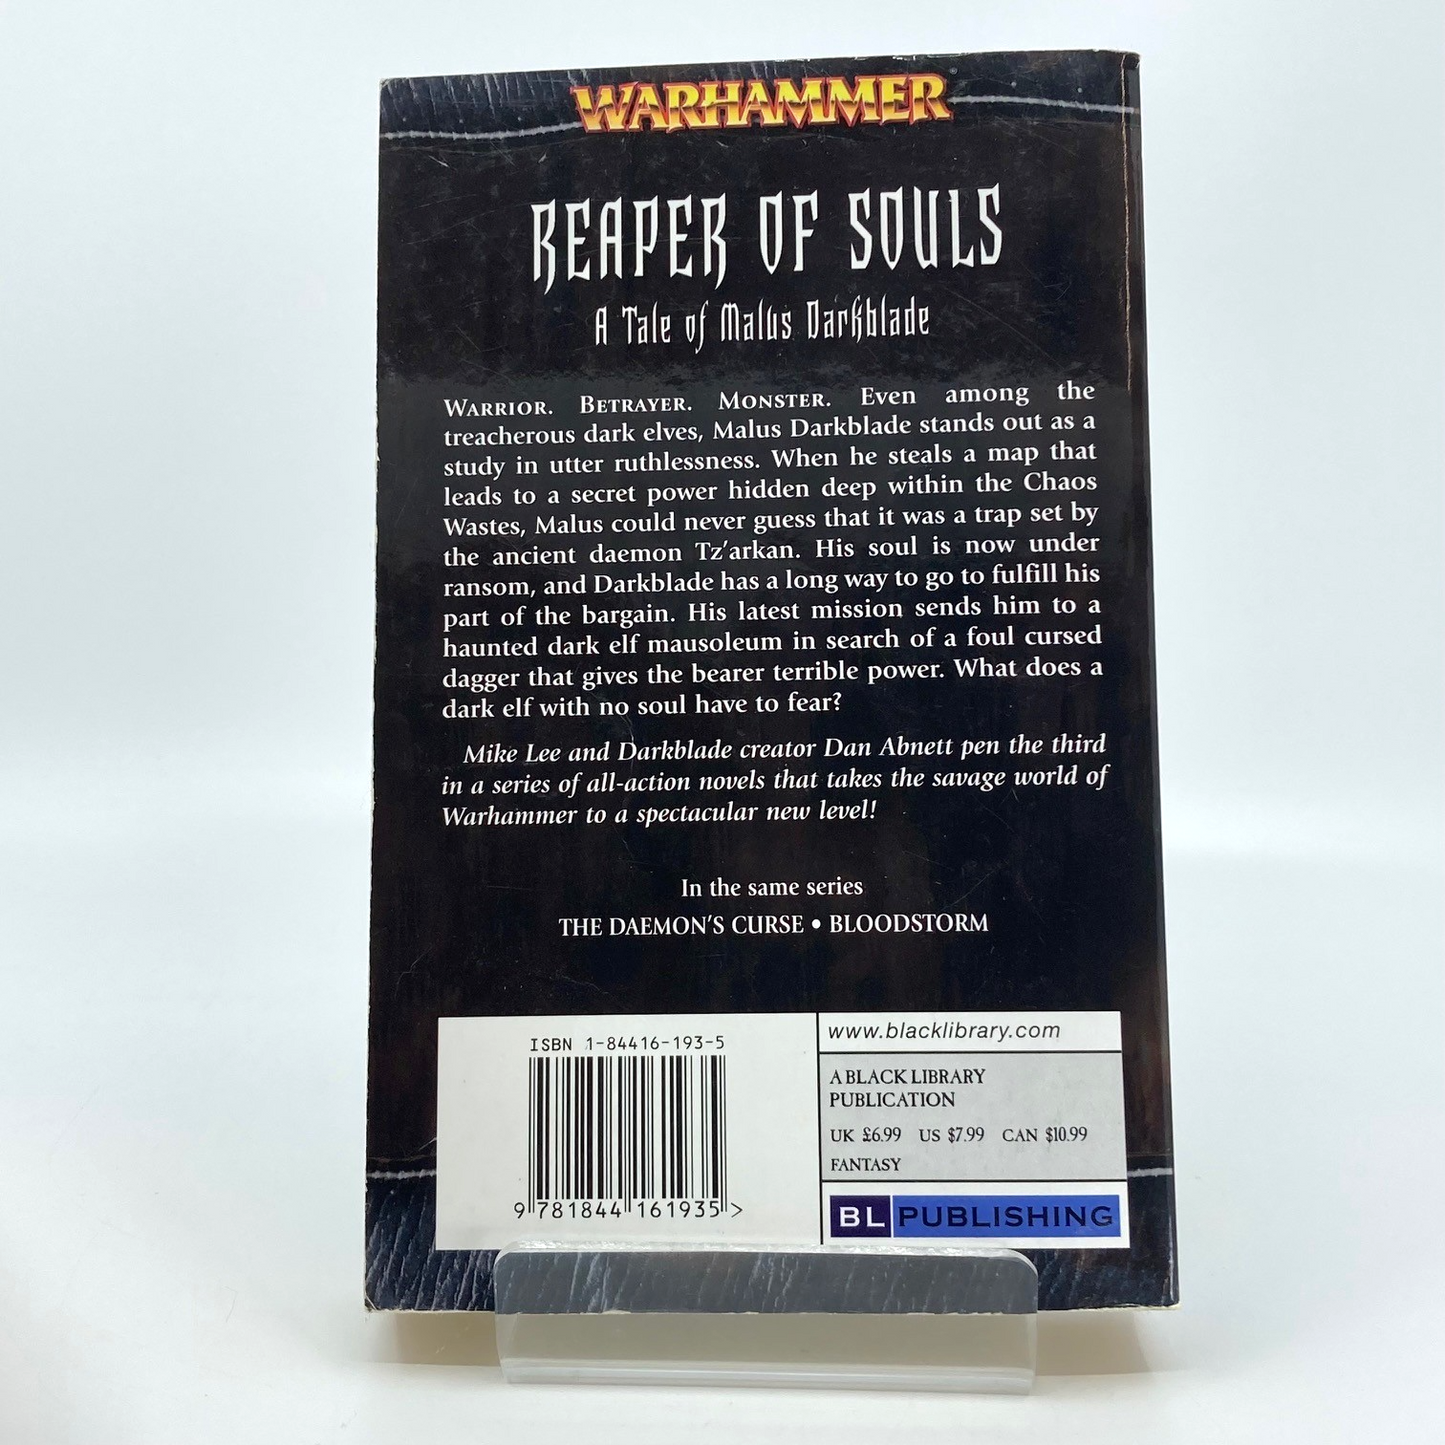 WARHAMMER®
REAPER OF SOULS
A Tale of Malus Darkblade
WARRIOR. BETRAYER. MONSTER. Even among the
treacherous dark elves, Malus Darkblade stands out as a
study in utter ruthlessness. When he steals a map that
leads to a secret power hidden deep within the Chaos
Wastes, Malus could never guess that it was a trap set by
the ancient daemon Tz'arkan. His soul is now under
ransom, and Darkblade has a long way to go to fulfill his
part of the bargain. His latest mission sends him to a
haunted dark elf mausoleum in search of a foul cursed
dagger that gives the bearer terrible power. What does a
dark elf with no soul have to fear?
Mike Lee and Darkblade creator Dan Abnett pen the third
in a series of all-action novels that takes the savage world of
Warhammer to a spectacular new level!
In the same series
THE DAEMON'S CURSE • BLOODSTORM
ISBN 1-84416-193-5
9 781844 161935 >
www.blacklibrary.com
A BLACK LIBRARY
PUBLICATION
UK £6.99 US $7.99 CAN $10.99
FANTASY
BL PUBLISHING